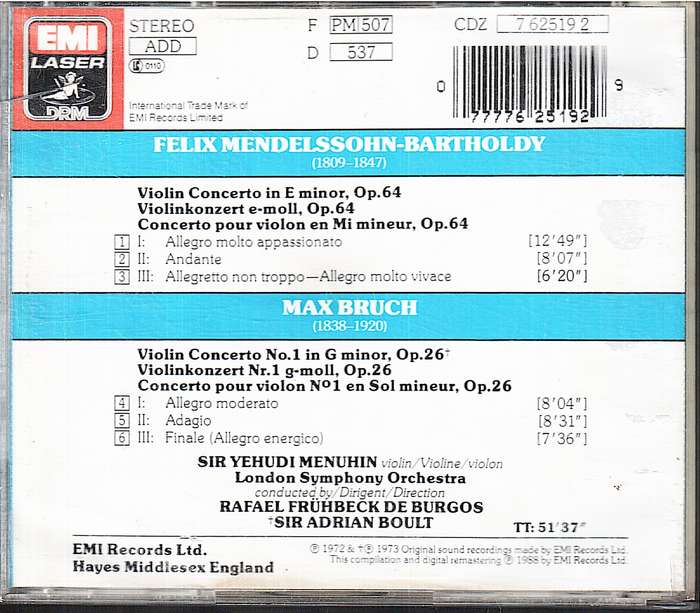 EMI
LASER
DRM
STEREO
ADD
0110
F PM 507
D 537
CDZ 7 62519 2
International Trade Mark of
EMI Records Limited
0 77776 25192 9
FELIX MENDELSSOHN-BARTHOLDY
(1809–1847)
Violin Concerto in E minor, Op.64
Violinkonzert e-moll, Op.64
Concerto pour violon en Mi mineur, Op.64
1 I: Allegro molto appassionato [12'49"]
2 II: Andante [8'07"]
3 III: Allegretto non troppo—Allegro molto vivace [6'20"]
MAX BRUCH
(1838–1920)
Violin Concerto No.1 in G minor, Op.26†
Violinkonzert Nr.1 g-moll, Op.26
Concerto pour violon Nº1 en Sol mineur, Op.26
4 I: Allegro moderato [8'04"]
5 II: Adagio [8'31"]
6 III: Finale (Allegro energico) [7'36"]
SIR YEHUDI MENUHIN violin/Violine/violon
London Symphony Orchestra
conducted by/Dirigent/Direction
RAFAEL FRÜHBECK DE BURGOS
†SIR ADRIAN BOULT
TT: 51'37"
EMI Records Ltd.
Hayes Middlesex England
℗ 1972 & †℗ 1973 Original sound recordings made by EMI Records Ltd.
This compilation and digital remastering ℗ 1988 by EMI Records Ltd.